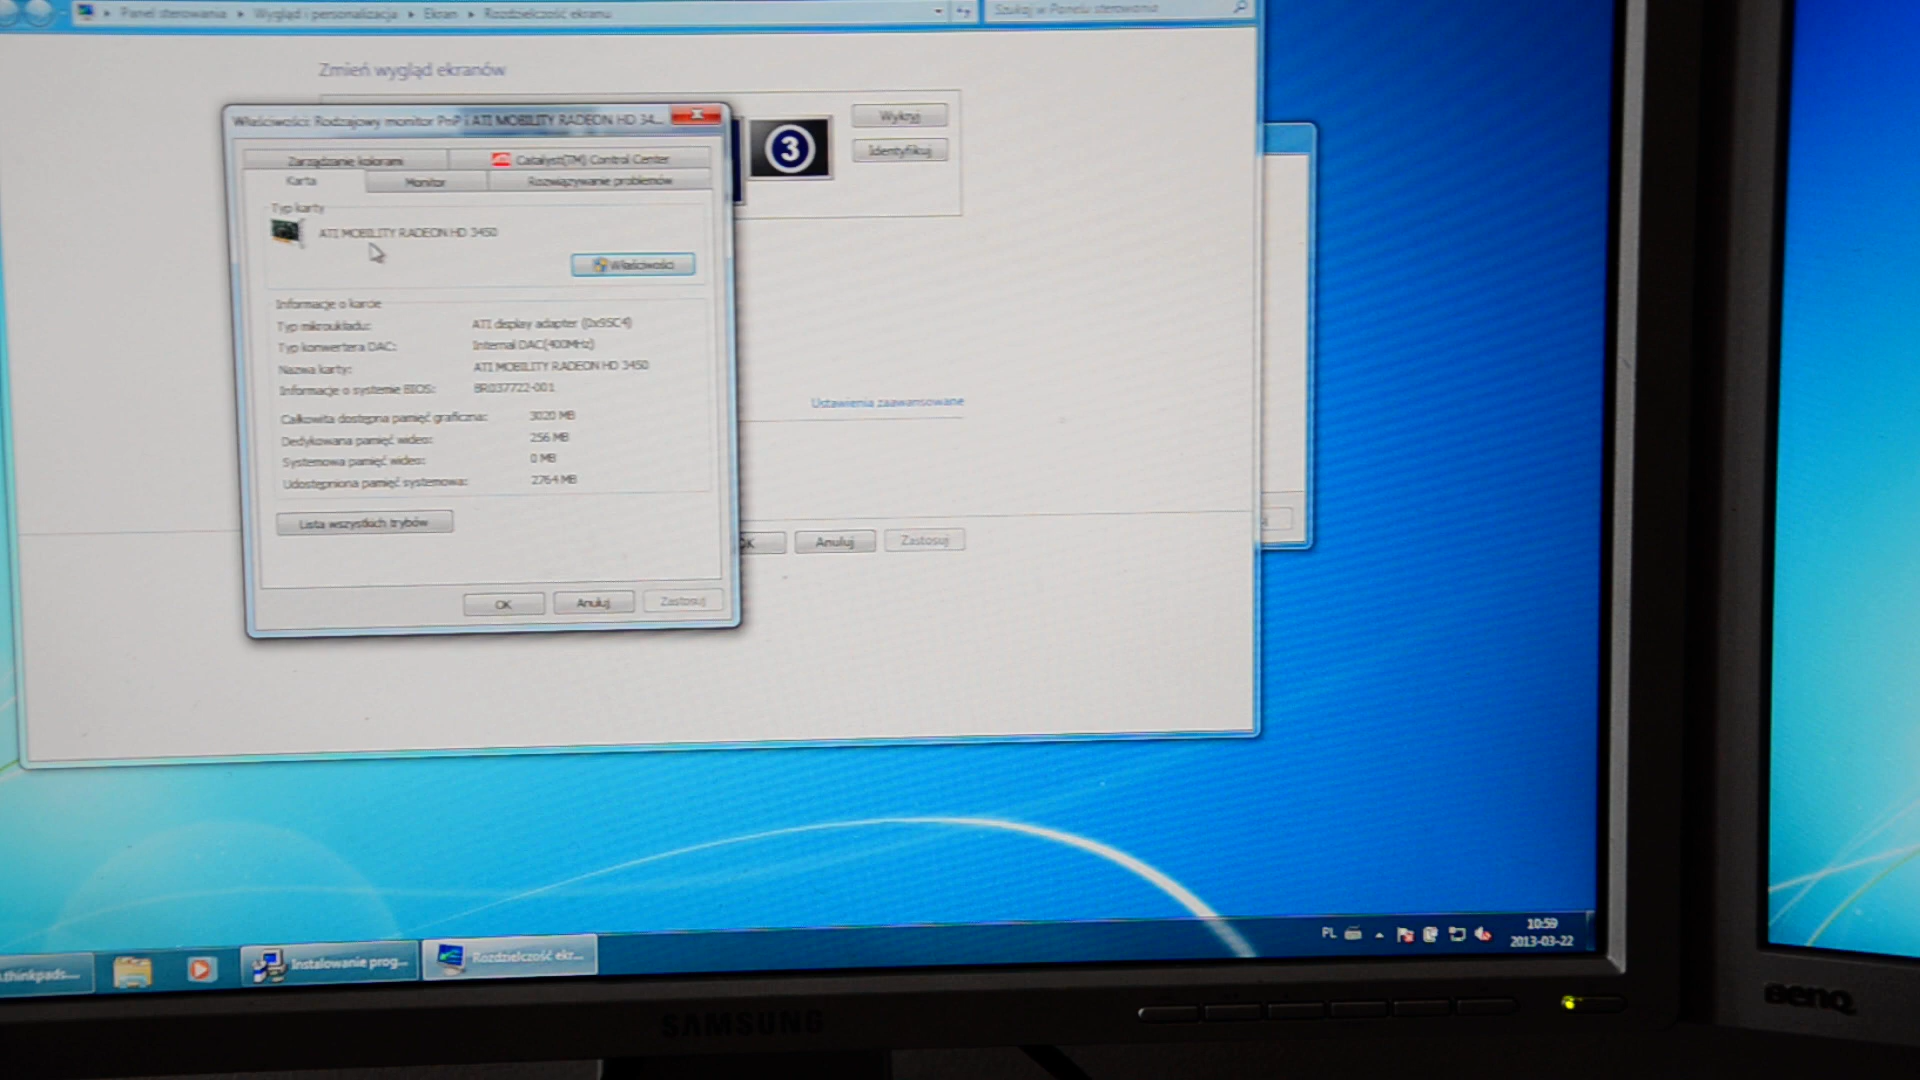 Panel sterowania ▸ Wygląd i personalizacja ▸ Ekran ▸ Rozdzielczość ekranu
Szukaj w Panelu sterowania
Zmień wygląd ekranów
Właściwości: Rodzajowy monitor PnP i ATI MOBILITY RADEON HD 34...
3
Wykryj
Identyfikuj
Zarządzanie kolorami
Catalyst(TM) Control Center
Karta
Monitor
Rozwiązywanie problemów
Typ karty
ATI MOBILITY RADEON HD 3450
Właściwości
Informacje o karcie
Typ mikroukładu: ATI display adapter (0x95C4)
Typ konwertera DAC: Internal DAC(400MHz)
Nazwa karty: ATI MOBILITY RADEON HD 3450
Informacje o systemie BIOS: BR037722-001
Całkowita dostępna pamięć graficzna: 3020 MB
Dedykowana pamięć wideo: 256 MB
Systemowa pamięć wideo: 0 MB
Udostępniona pamięć systemowa: 2764 MB
Lista wszystkich trybów
OK
Anuluj
Zastosuj
Ustawienia zaawansowane
OK
Anuluj
Zastosuj
.thinkpads....
Instalowanie prog...
Rozdzielczość ekr...
PL
10:59
2013-03-22
SAMSUNG
BenQ